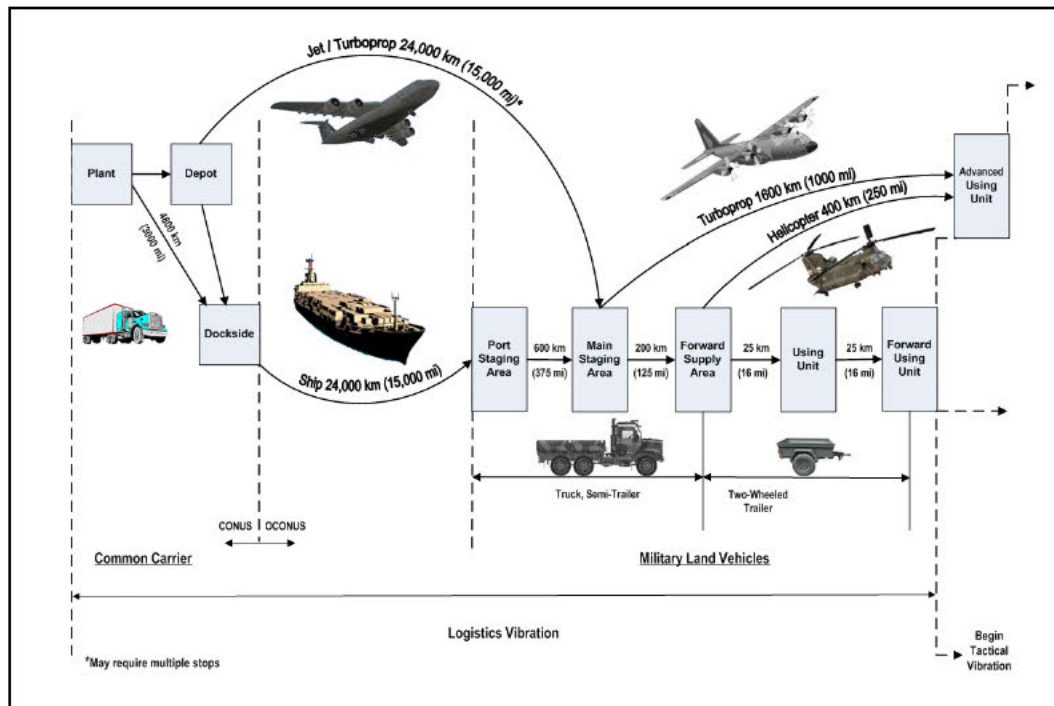 Jet / Turboprop 24,000 km (15,000 mi)*
Plant
Depot
4800 km
(3000 mi)
Dockside
Ship 24,000 km (15,000 mi)
Turboprop 1600 km (1000 mi)
Helicopter 400 km (250 mi)
Advanced
Using
Unit
Port
Staging
Area
600 km
(375 mi)
Main
Staging
Area
200 km
(125 mi)
Forward
Supply
Area
25 km
(16 mi)
Using
Unit
25 km
(16 mi)
Forward
Using
Unit
Truck, Semi-Trailer
Two-Wheeled
Trailer
CONUS
OCONUS
Common Carrier
Military Land Vehicles
Logistics Vibration
*May require multiple stops
Begin
Tactical
Vibration